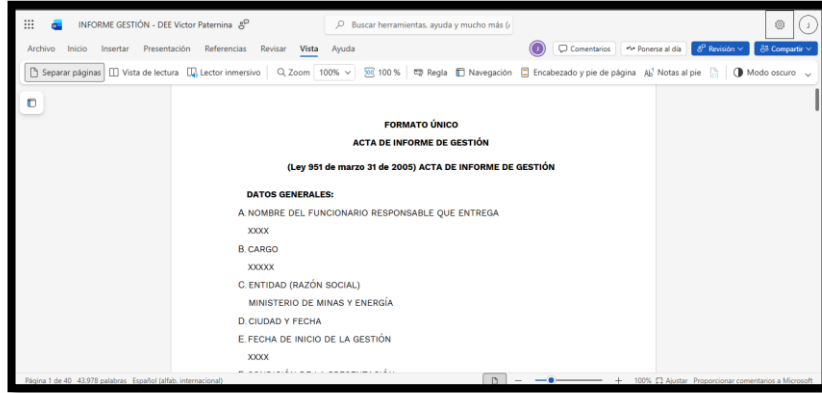 INFORME GESTIÓN - DEE Victor Paternina
Buscar herramientas, ayuda y mucho más (
J
Archivo Inicio Insertar Presentación Referencias Revisar Vista Ayuda
J Comentarios Ponerse al día Revisión Compartir
Separar páginas Vista de lectura Lector inmersivo Zoom 100% 100 % Regla Navegación Encabezado y pie de página Notas al pie Modo oscuro
FORMATO ÚNICO
ACTA DE INFORME DE GESTIÓN
(Ley 951 de marzo 31 de 2005) ACTA DE INFORME DE GESTIÓN
DATOS GENERALES:
A. NOMBRE DEL FUNCIONARIO RESPONSABLE QUE ENTREGA
XXXX
B. CARGO
XXXXX
C. ENTIDAD (RAZÓN SOCIAL)
MINISTERIO DE MINAS Y ENERGÍA
D. CIUDAD Y FECHA
E. FECHA DE INICIO DE LA GESTIÓN
XXXX
Página 1 de 40 43.978 palabras Español (alfab. internacional) 100% Ajustar Proporcionar comentarios a Microsoft